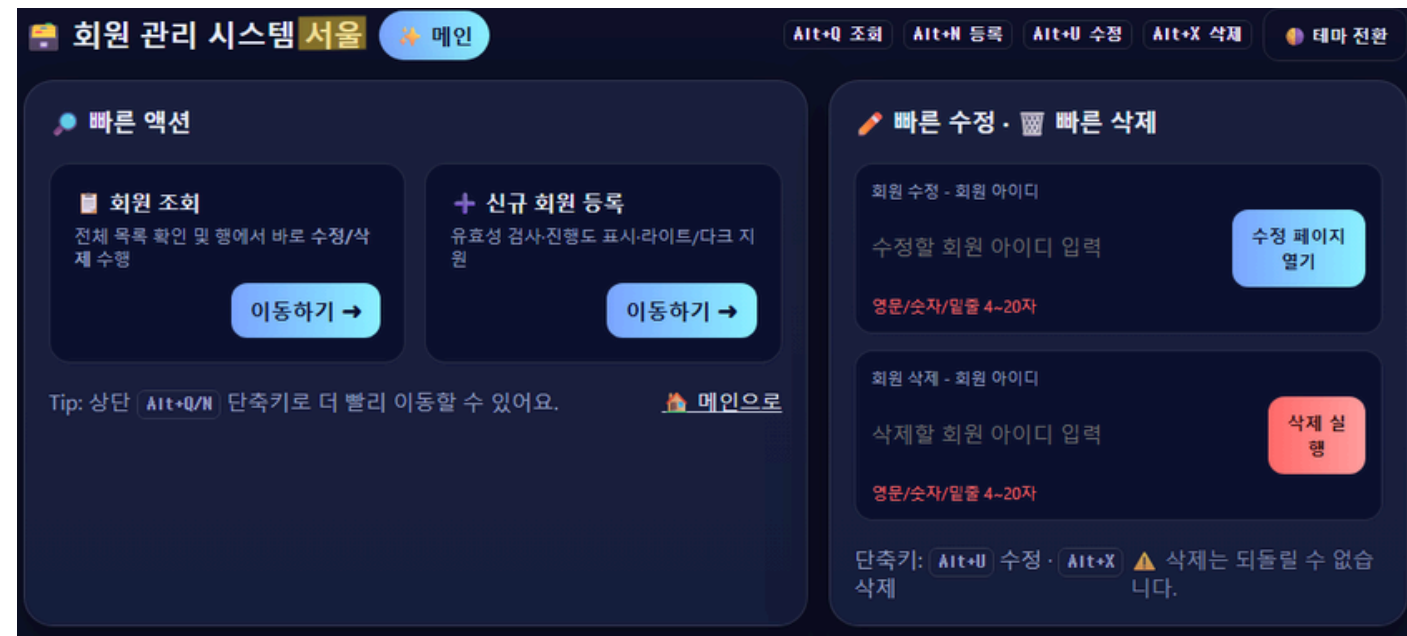 회원 관리 시스템 서울 메인 Alt+Q 조회 Alt+N 등록 Alt+U 수정 Alt+X 삭제 테마 전환
빠른 액션
회원 조회
전체 목록 확인 및 행에서 바로 수정/삭
제 수행
이동하기 ➜
신규 회원 등록
유효성 검사·진행도 표시·라이트/다크 지
원
이동하기 ➜
Tip: 상단 Alt+Q/N 단축키로 더 빨리 이동할 수 있어요.
메인으로
빠른 수정 · 빠른 삭제
회원 수정 - 회원 아이디
수정할 회원 아이디 입력
수정 페이지
열기
영문/숫자/밑줄 4~20자
회원 삭제 - 회원 아이디
삭제할 회원 아이디 입력
삭제 실
행
영문/숫자/밑줄 4~20자
단축키: Alt+U 수정 · Alt+X
삭제
삭제는 되돌릴 수 없습
니다.